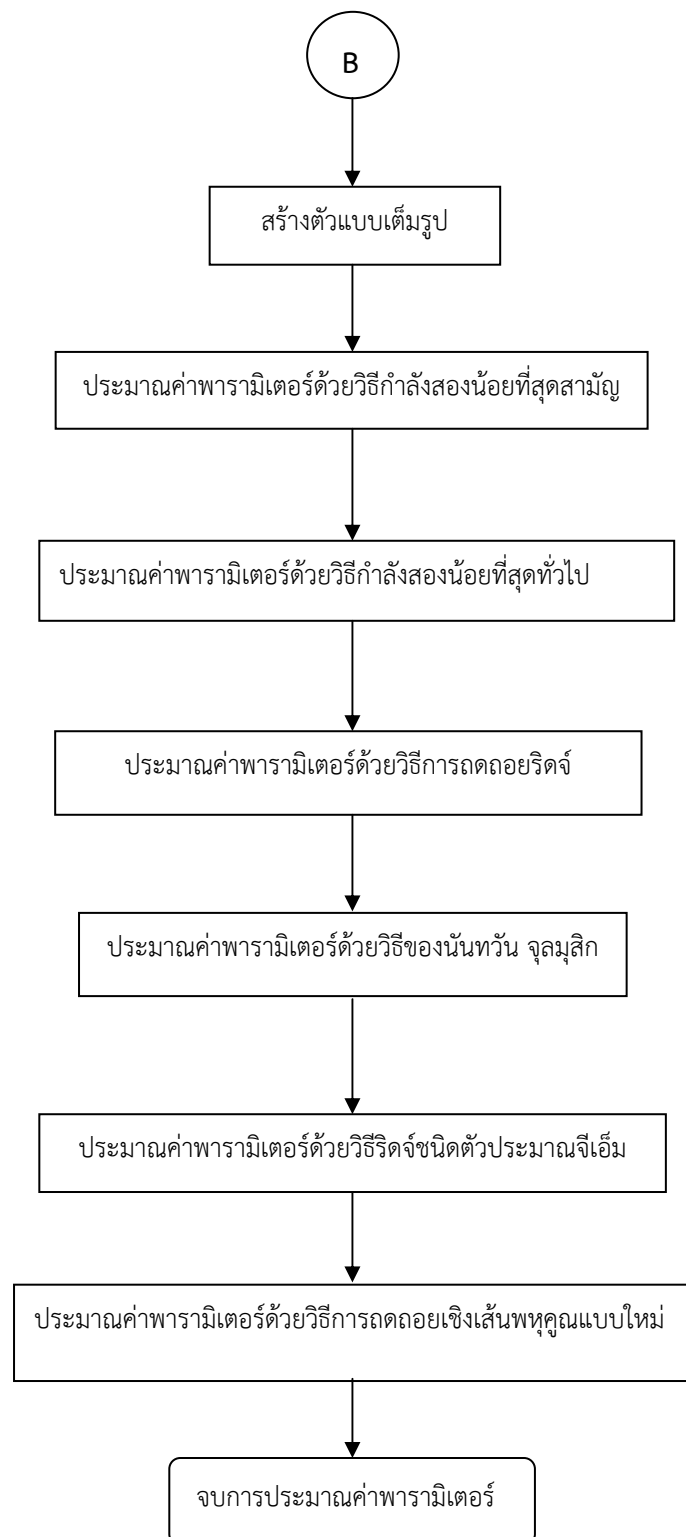 B
สร้างตัวแบบเต็มรูป
ประมาณค่าพารามิเตอร์ด้วยวิธีกำลังสองน้อยที่สุดสามัญ
ประมาณค่าพารามิเตอร์ด้วยวิธีกำลังสองน้อยที่สุดทั่วไป
ประมาณค่าพารามิเตอร์ด้วยวิธีการถดถอยริดจ์
ประมาณค่าพารามิเตอร์ด้วยวิธีของนันทวัน จุลมุสิก
ประมาณค่าพารามิเตอร์ด้วยวิธีริดจ์ชนิดตัวประมาณจีเอ็ม
ประมาณค่าพารามิเตอร์ด้วยวิธีการถดถอยเชิงเส้นพหุคูณแบบใหม่
จบการประมาณค่าพารามิเตอร์